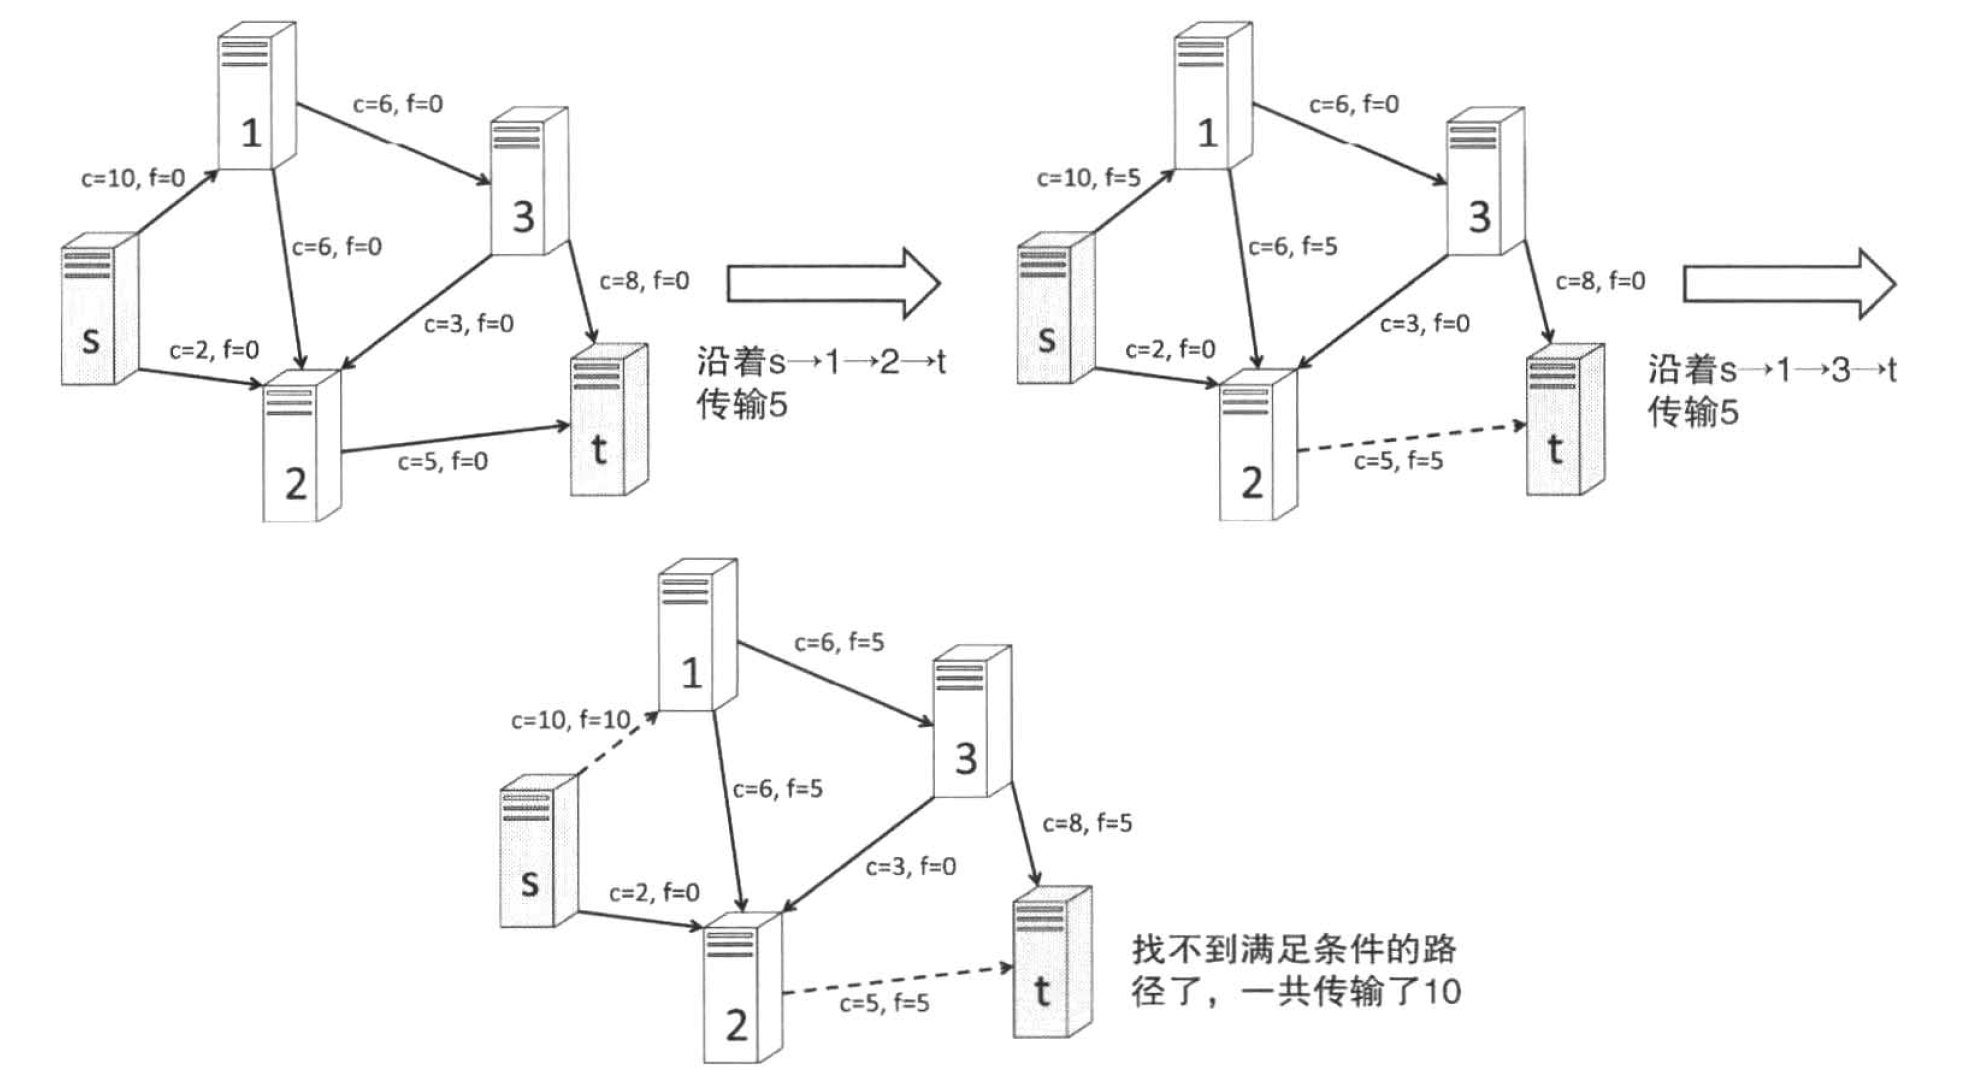 1
c=6, f=0
3
c=10, f=0
c=6, f=0
s
c=8, f=0
c=3, f=0
c=2, f=0
2
c=5, f=0
t
沿着s→1→2→t
传输5
1
c=6, f=0
3
c=10, f=5
c=6, f=5
s
c=8, f=0
c=3, f=0
c=2, f=0
2
c=5, f=5
t
沿着s→1→3→t
传输5
1
c=6, f=5
3
c=10, f=10
c=6, f=5
s
c=8, f=5
c=3, f=0
c=2, f=0
2
c=5, f=5
t
找不到满足条件的路
径了，一共传输了10